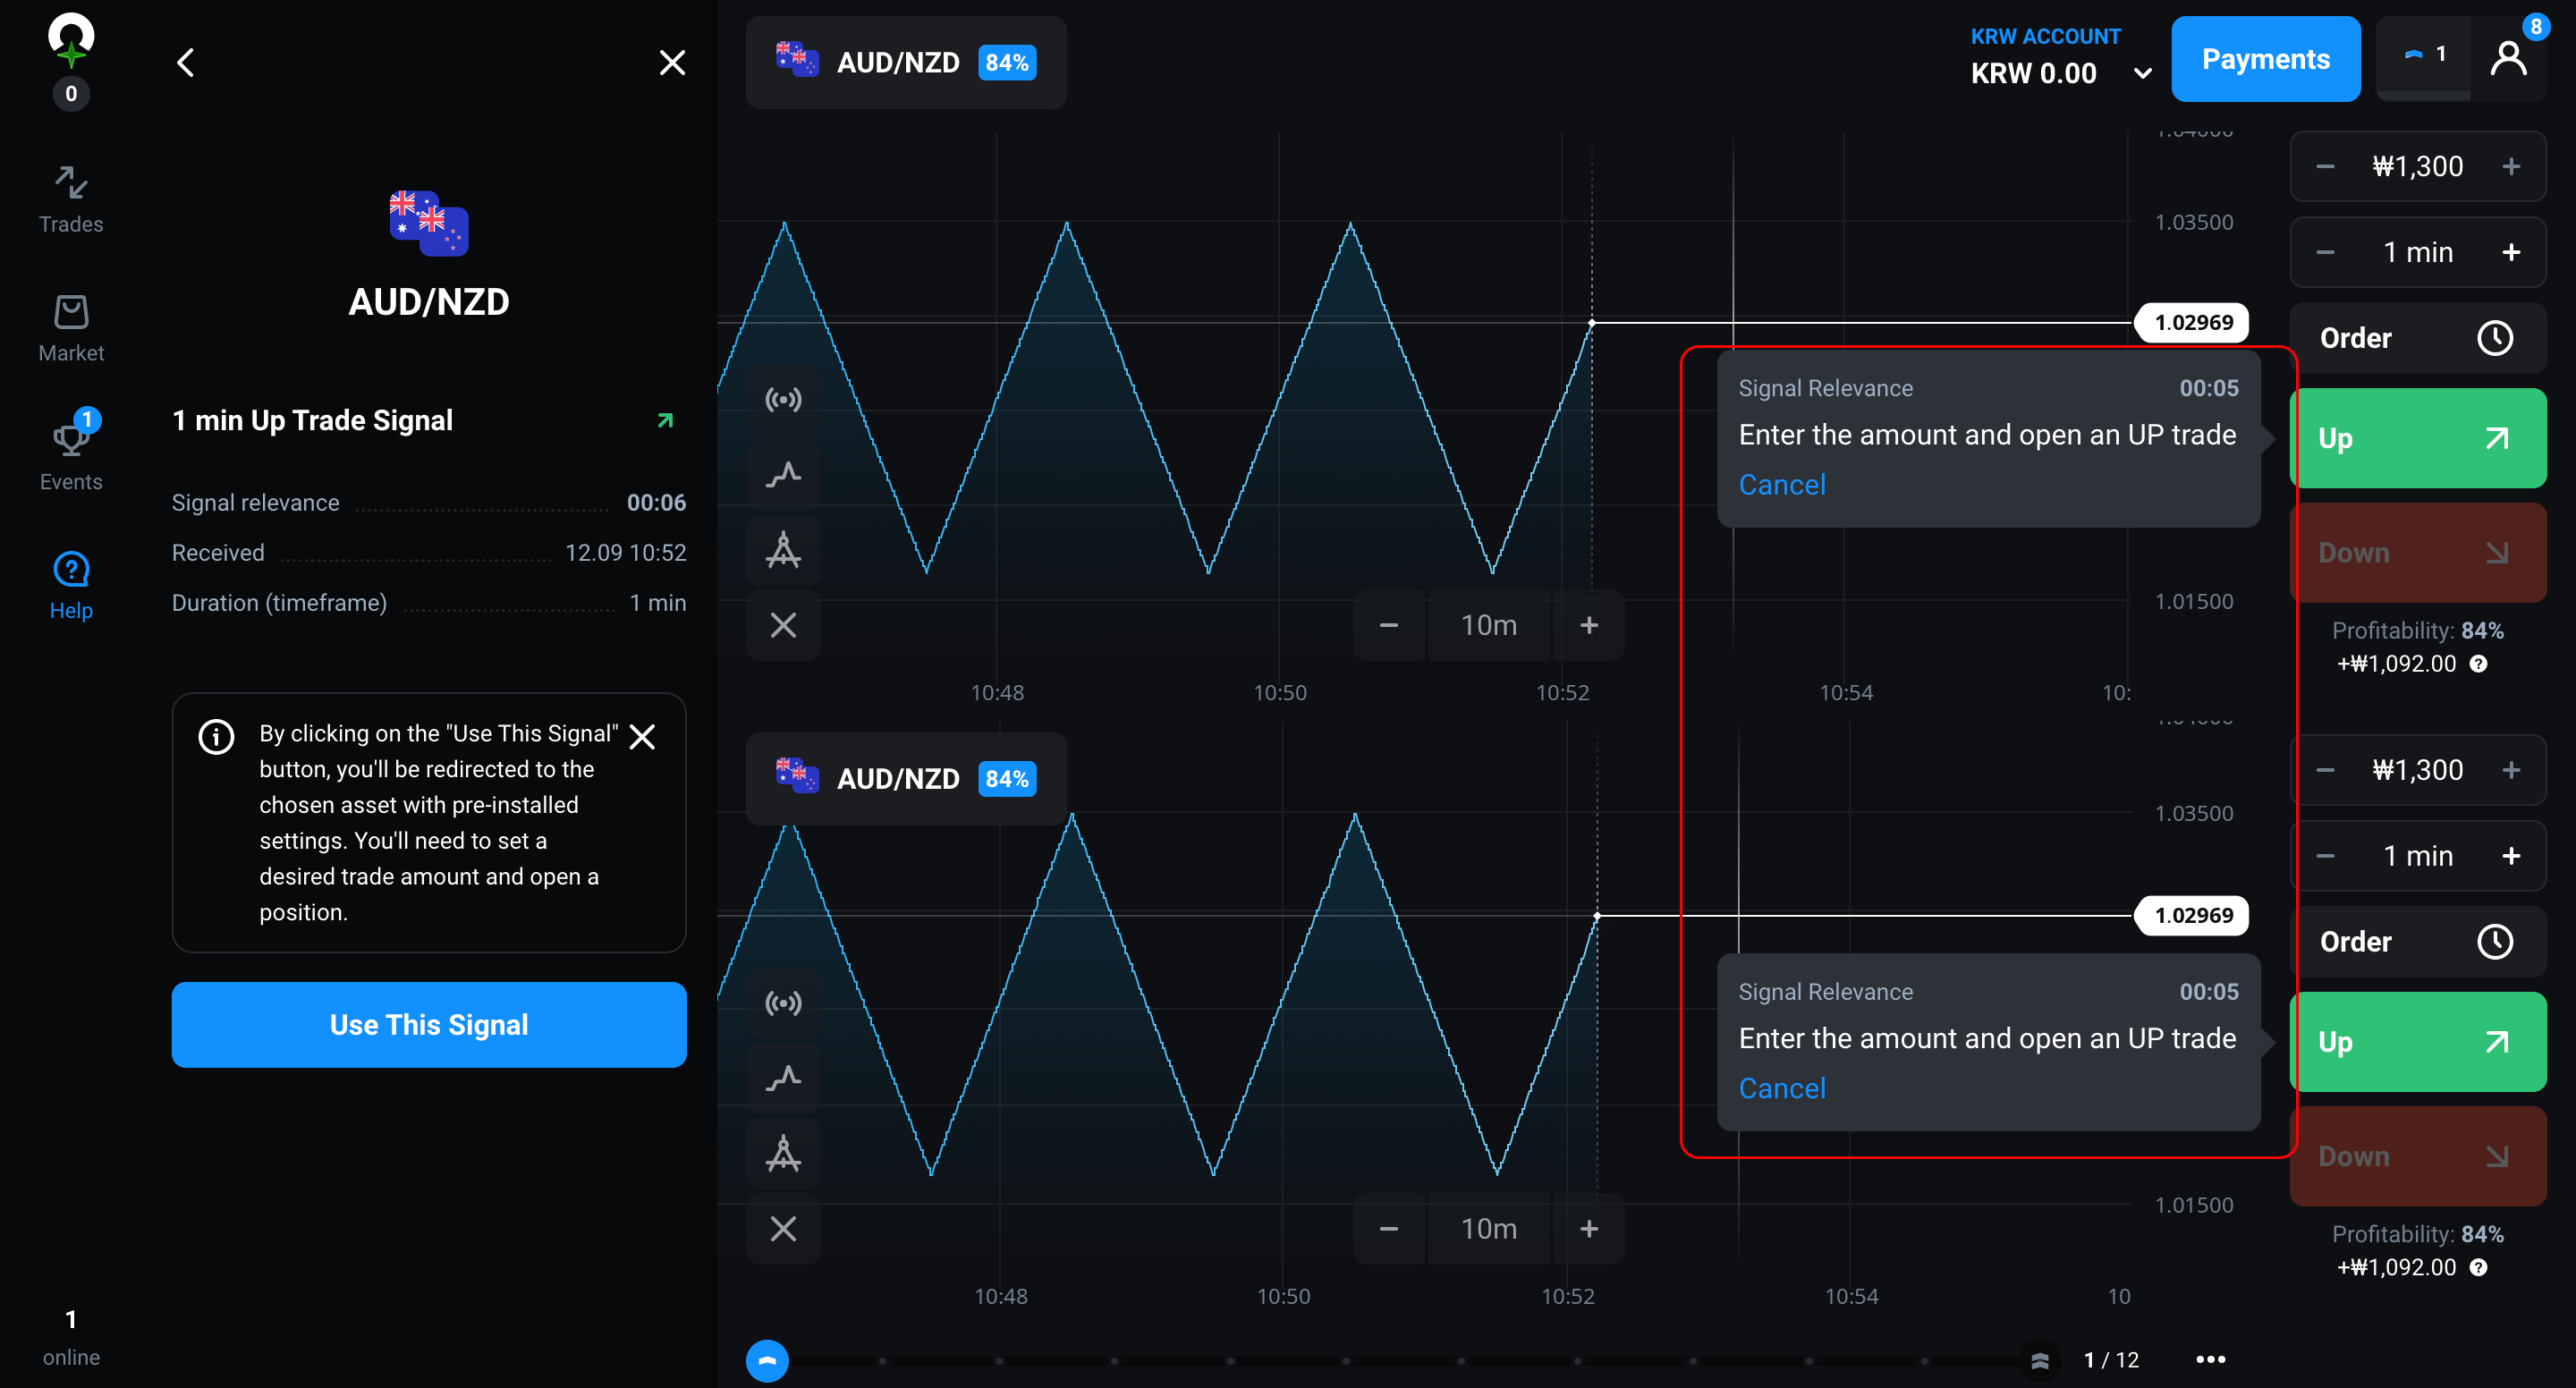 0
Trades
Market
1
Events
Help
1
online
AUD/NZD
1 min Up Trade Signal
Signal relevance 00:06
Received 12.09 10:52
Duration (timeframe) 1 min
By clicking on the "Use This Signal"
button, you'll be redirected to the
chosen asset with pre-installed
settings. You'll need to set a
desired trade amount and open a
position.
Use This Signal
AUD/NZD 84%
KRW ACCOUNT
KRW 0.00
Payments
1
8
1.04000
1.03500
1.02969
1.01500
Signal Relevance 00:05
Enter the amount and open an UP trade
Cancel
− 10m +
10:48 10:50 10:52 10:54 10:
− ₩1,300 +
− 1 min +
Order
Up
Down
Profitability: 84%
+₩1,092.00 ?
AUD/NZD 84%
1.04000
1.03500
1.02969
1.01500
Signal Relevance 00:05
Enter the amount and open an UP trade
Cancel
− 10m +
10:48 10:50 10:52 10:54 10
− ₩1,300 +
− 1 min +
Order
Up
Down
Profitability: 84%
+₩1,092.00 ?
1 / 12 •••